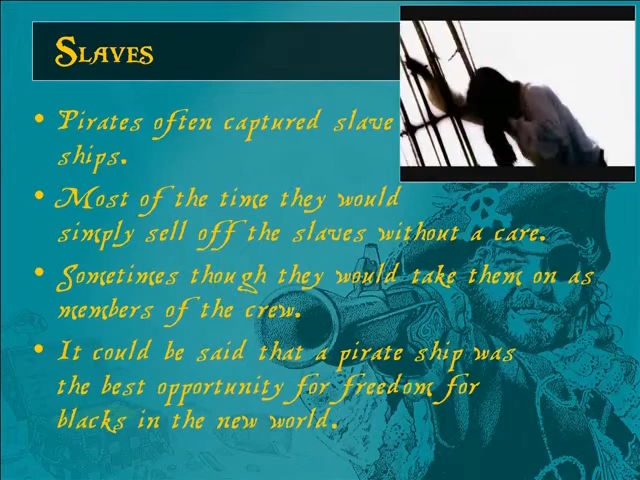 Slaves
• Pirates often captured slave
ships.
• Most of the time they would
simply sell off the slaves without a care.
• Sometimes though they would take them on as
members of the crew.
• It could be said that a pirate ship was
the best opportunity for freedom for
blacks in the new world.